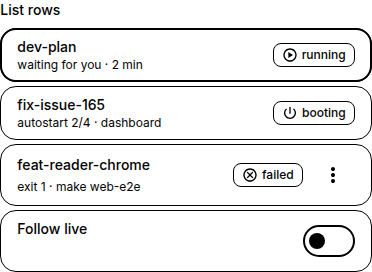 List rows
dev-plan
waiting for you · 2 min
running
fix-issue-165
autostart 2/4 · dashboard
booting
feat-reader-chrome
exit 1 · make web-e2e
failed
Follow live